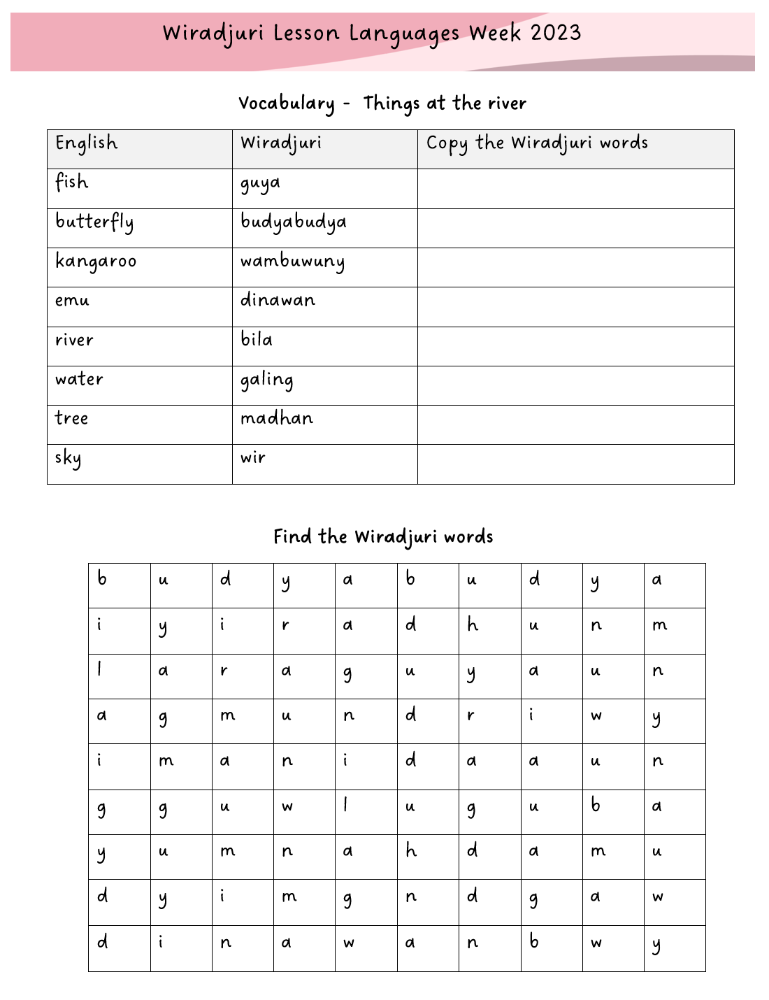 Wiradjuri Lesson Languages Week 2023
Vocabulary - Things at the river
English Wiradjuri Copy the Wiradjuri words
fish guya
butterfly budyabudya
kangaroo wambuwuny
emu dinawan
river bila
water galing
tree madhan
sky wir
Find the Wiradjuri words
b u d y a b u d y a
i y i r a d h u n m
l a r a g u y a u n
a g m u n d r i w y
i m a n i d a a u n
g g u w l u g u b a
y u m n a h d a m u
d y i m g n d g a w
d i n a w a n b w y